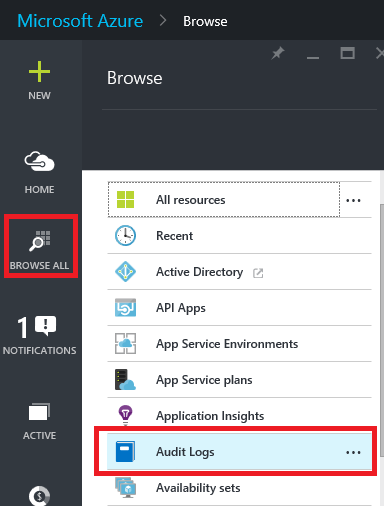 Microsoft Azure > Browse
NEW
HOME
BROWSE ALL
1
NOTIFICATIONS
ACTIVE
Browse
All resources ...
Recent
Active Directory
API Apps
App Service Environments
App Service plans
Application Insights
Audit Logs ...
Availability sets